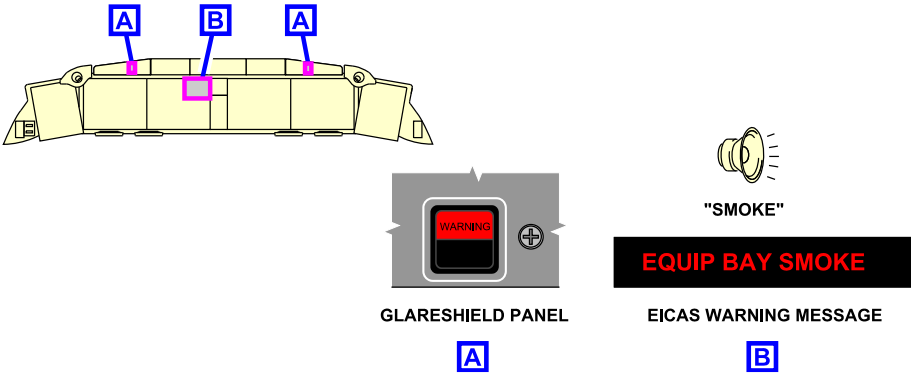 A B A
WARNING
"SMOKE"
EQUIP BAY SMOKE
GLARESHIELD PANEL
EICAS WARNING MESSAGE
A
B